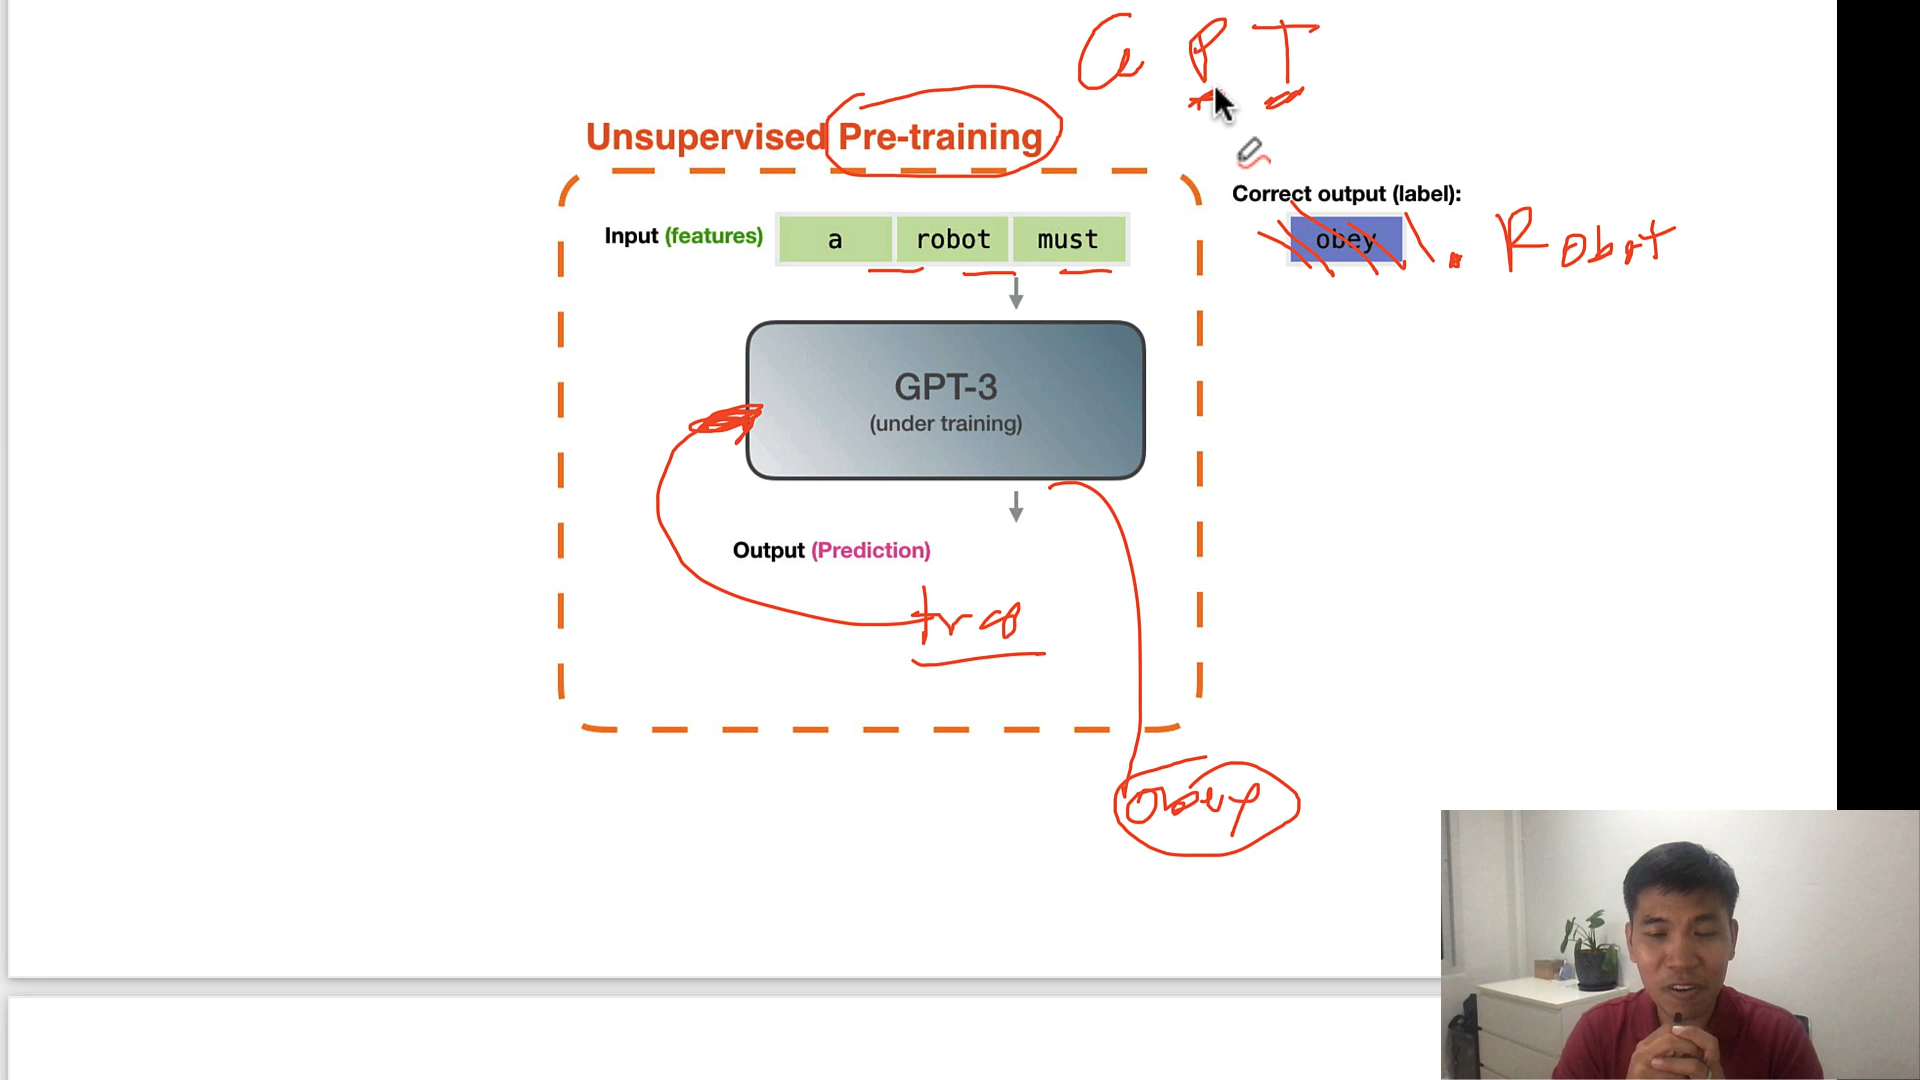 G P T
Unsupervised Pre-training
Correct output (label):
Input (features) a robot must obey . Robot
GPT-3
(under training)
Output (Prediction)
obey